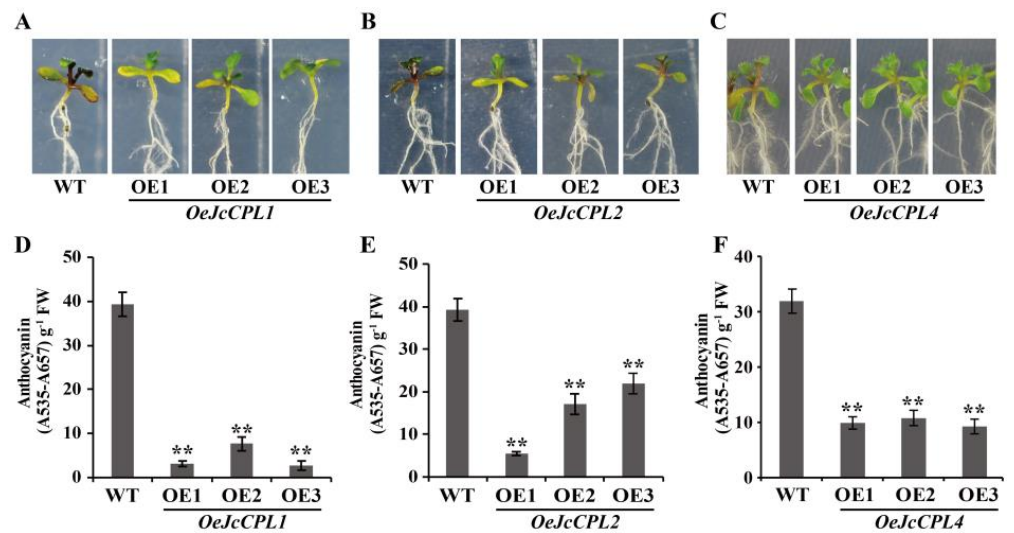 A
B
C
WT OE1 OE2 OE3
OeJcCPL1
WT OE1 OE2 OE3
OeJcCPL2
WT OE1 OE2 OE3
OeJcCPL4
D
Anthocyanin
(A535-A657) g⁻¹ FW
50
40
30
20
10
0
** ** **
WT OE1 OE2 OE3
OeJcCPL1
E
Anthocyanin
(A535-A657) g⁻¹ FW
50
40
30
20
10
0
** ** **
WT OE1 OE2 OE3
OeJcCPL2
F
Anthocyanin
(A535-A657) g⁻¹ FW
40
30
20
10
0
** ** **
WT OE1 OE2 OE3
OeJcCPL4